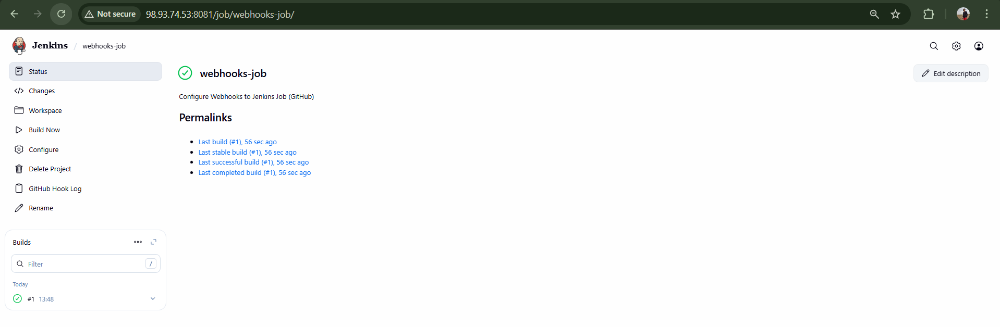 Not secure 98.93.74.53:8081/job/webhooks-job/
Jenkins / webhooks-job
Status
Changes
Workspace
Build Now
Configure
Delete Project
GitHub Hook Log
Rename
Builds
Filter /
Today
#1 13:48
webhooks-job
Edit description
Configure Webhooks to Jenkins Job (GitHub)
Permalinks
Last build (#1), 56 sec ago
Last stable build (#1), 56 sec ago
Last successful build (#1), 56 sec ago
Last completed build (#1), 56 sec ago